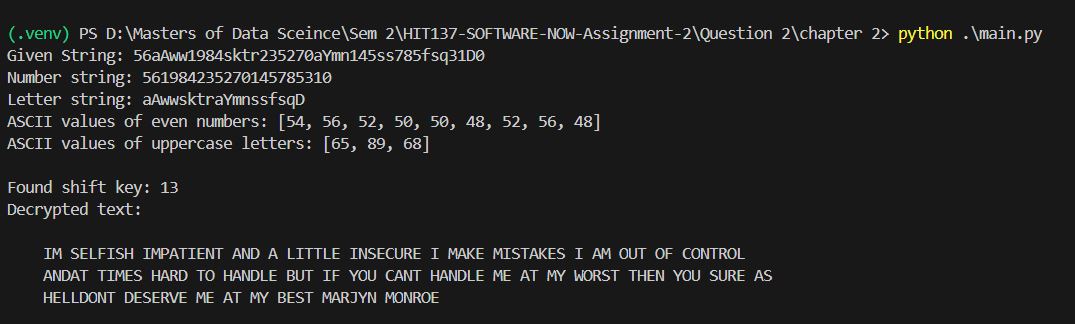 (.venv) PS D:\Masters of Data Sceince\Sem 2\HIT137-SOFTWARE-NOW-Assignment-2\Question 2\chapter 2> python .\main.py
Given String: 56aAww1984sktr235270aYmn145ss785fsq31D0
Number string: 561984235270145785310
Letter string: aAwwsktraYmnssfsqD
ASCII values of even numbers: [54, 56, 52, 50, 50, 48, 52, 56, 48]
ASCII values of uppercase letters: [65, 89, 68]
Found shift key: 13
Decrypted text:
IM SELFISH IMPATIENT AND A LITTLE INSECURE I MAKE MISTAKES I AM OUT OF CONTROL
ANDAT TIMES HARD TO HANDLE BUT IF YOU CANT HANDLE ME AT MY WORST THEN YOU SURE AS
HELLDONT DESERVE ME AT MY BEST MARJYN MONROE